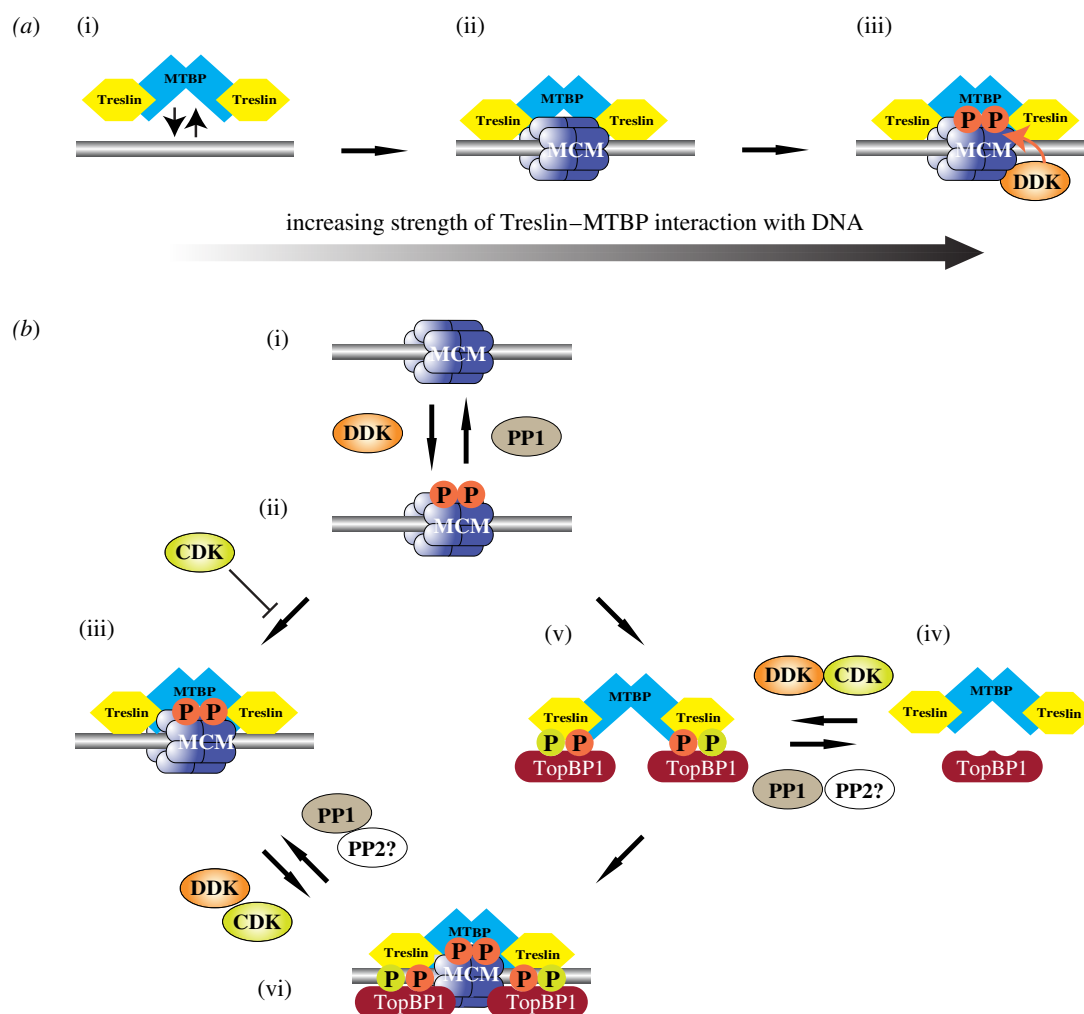 (a)
(i)
(ii)
(iii)
MTBP
Treslin
Treslin
MTBP
Treslin
Treslin
MCM
MTBP
Treslin
Treslin
P P
MCM
DDK
increasing strength of Treslin–MTBP interaction with DNA
(b)
(i)
MCM
DDK
PP1
P P
(ii)
MCM
CDK
(iii)
MTBP
Treslin
Treslin
P P
MCM
(v)
MTBP
Treslin
Treslin
P P
P P
TopBP1
TopBP1
DDK
CDK
PP1
PP2?
(iv)
MTBP
Treslin
Treslin
TopBP1
PP1
PP2?
DDK
CDK
(vi)
MTBP
Treslin
Treslin
P P
MCM
P P
P P
TopBP1
TopBP1